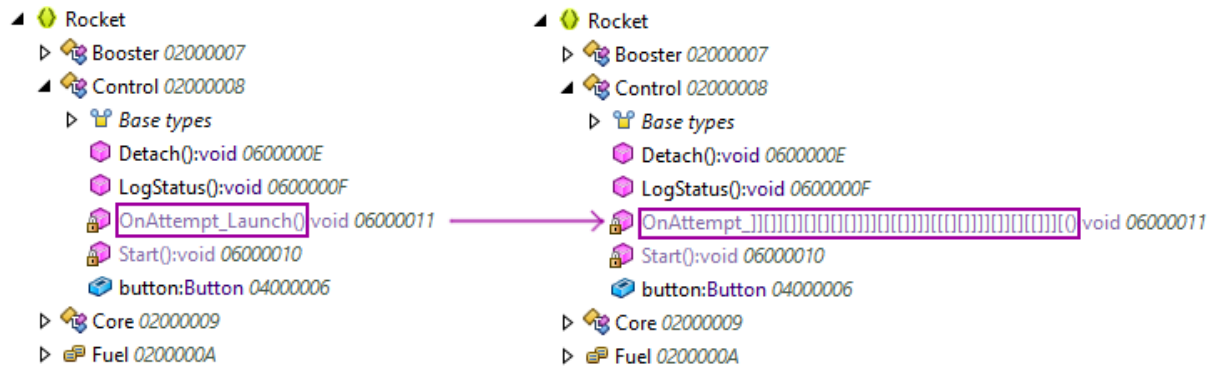 Rocket
Booster 02000007
Control 02000008
Base types
Detach():void 0600000E
LogStatus():void 0600000F
OnAttempt_Launch():void 06000011
Start():void 06000010
button:Button 04000006
Core 02000009
Fuel 0200000A
Rocket
Booster 02000007
Control 02000008
Base types
Detach():void 0600000E
LogStatus():void 0600000F
OnAttempt_]][[]][]][][][][]]]][][[]]]][[[][]]]][]][][[]]][():void 06000011
Start():void 06000010
button:Button 04000006
Core 02000009
Fuel 0200000A